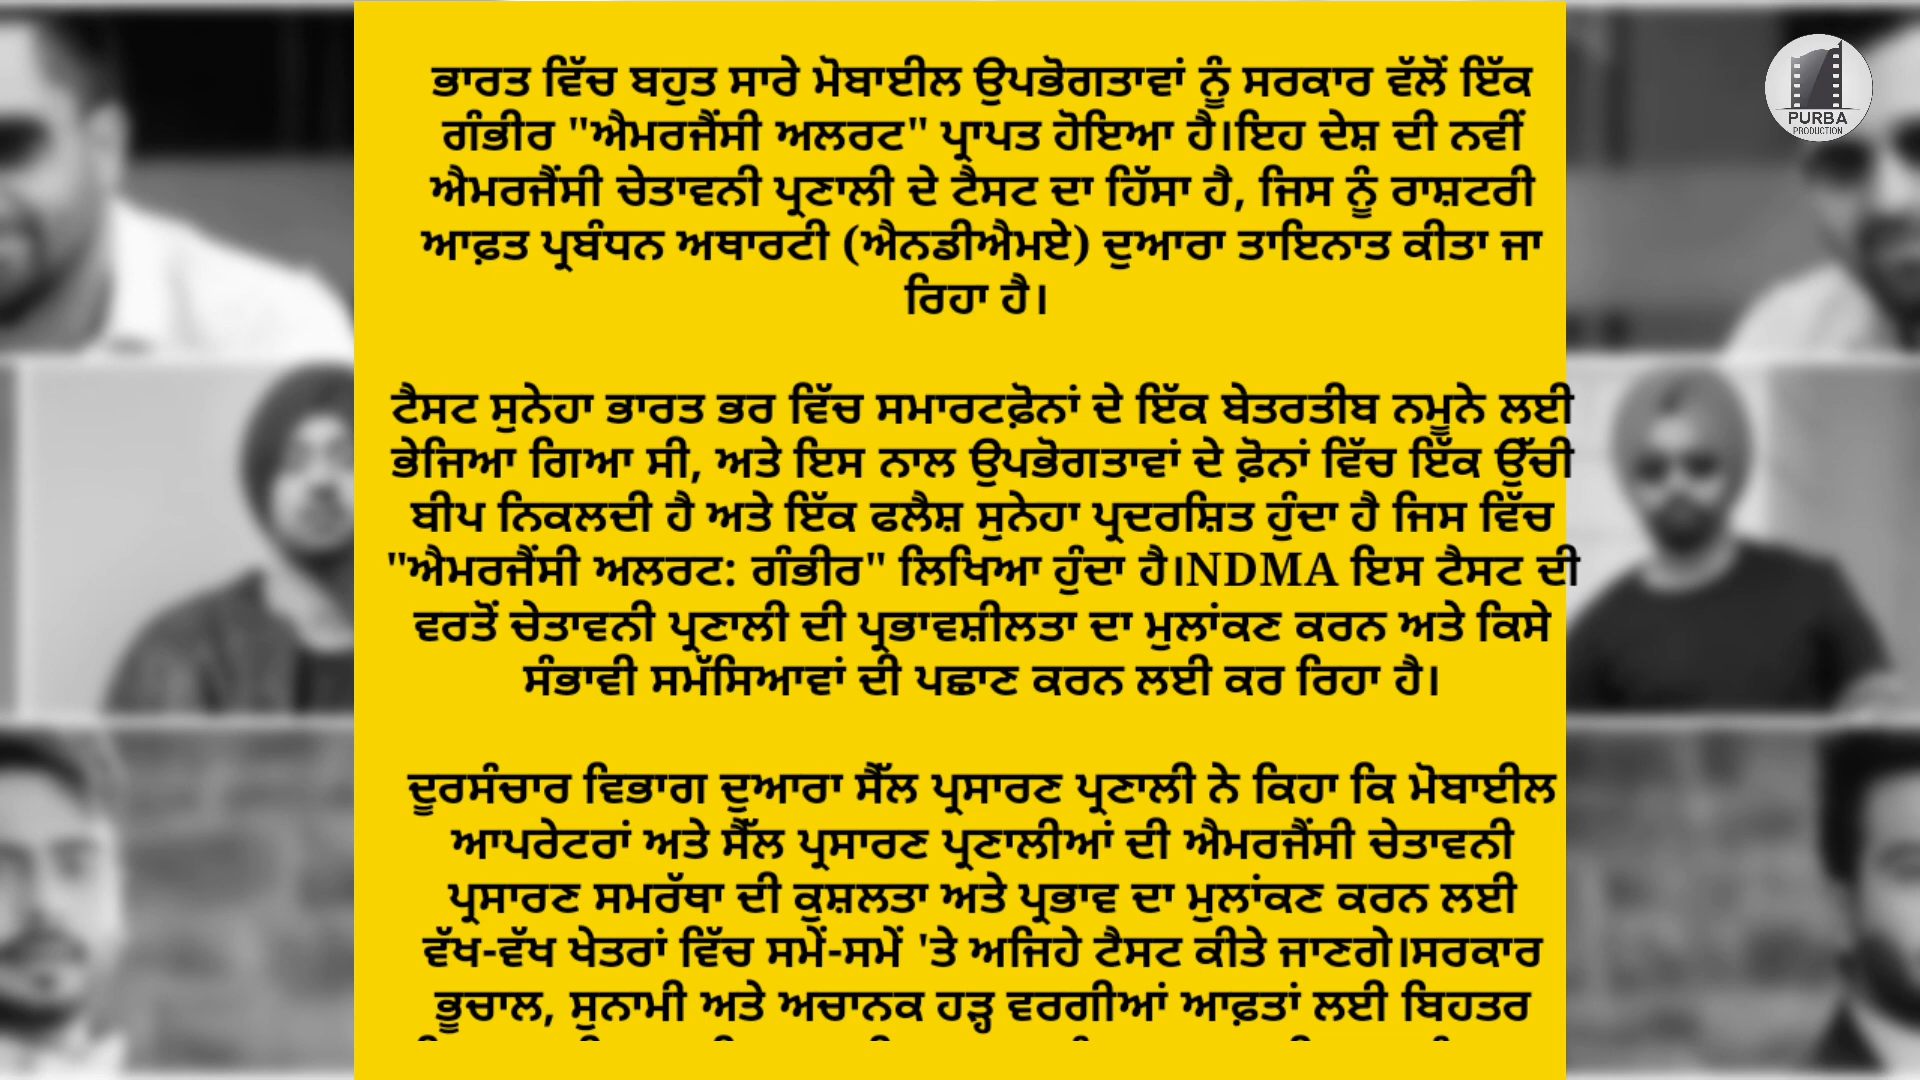 ਭਾਰਤ ਵਿੱਚ ਬਹੁਤ ਸਾਰੇ ਮੋਬਾਈਲ ਉਪਭੋਗਤਾਵਾਂ ਨੂੰ ਸਰਕਾਰ ਵੱਲੋਂ ਇੱਕ
ਗੰਭੀਰ "ਐਮਰਜੈਂਸੀ ਅਲਰਟ" ਪ੍ਰਾਪਤ ਹੋਇਆ ਹੈ।ਇਹ ਦੇਸ਼ ਦੀ ਨਵੀਂ
ਐਮਰਜੈਂਸੀ ਚੇਤਾਵਨੀ ਪ੍ਰਣਾਲੀ ਦੇ ਟੈਸਟ ਦਾ ਹਿੱਸਾ ਹੈ, ਜਿਸ ਨੂੰ ਰਾਸ਼ਟਰੀ
ਆਫ਼ਤ ਪ੍ਰਬੰਧਨ ਅਥਾਰਟੀ (ਐਨਡੀਐਮਏ) ਦੁਆਰਾ ਤਾਇਨਾਤ ਕੀਤਾ ਜਾ
ਰਿਹਾ ਹੈ।
ਟੈਸਟ ਸੁਨੇਹਾ ਭਾਰਤ ਭਰ ਵਿੱਚ ਸਮਾਰਟਫ਼ੋਨਾਂ ਦੇ ਇੱਕ ਬੇਤਰਤੀਬ ਨਮੂਨੇ ਲਈ
ਭੇਜਿਆ ਗਿਆ ਸੀ, ਅਤੇ ਇਸ ਨਾਲ ਉਪਭੋਗਤਾਵਾਂ ਦੇ ਫ਼ੋਨਾਂ ਵਿੱਚ ਇੱਕ ਉੱਚੀ
ਬੀਪ ਨਿਕਲਦੀ ਹੈ ਅਤੇ ਇੱਕ ਫਲੈਸ਼ ਸੁਨੇਹਾ ਪ੍ਰਦਰਸ਼ਿਤ ਹੁੰਦਾ ਹੈ ਜਿਸ ਵਿੱਚ
"ਐਮਰਜੈਂਸੀ ਅਲਰਟ: ਗੰਭੀਰ" ਲਿਖਿਆ ਹੁੰਦਾ ਹੈ।NDMA ਇਸ ਟੈਸਟ ਦੀ
ਵਰਤੋਂ ਚੇਤਾਵਨੀ ਪ੍ਰਣਾਲੀ ਦੀ ਪ੍ਰਭਾਵਸ਼ੀਲਤਾ ਦਾ ਮੁਲਾਂਕਣ ਕਰਨ ਅਤੇ ਕਿਸੇ
ਸੰਭਾਵੀ ਸਮੱਸਿਆਵਾਂ ਦੀ ਪਛਾਣ ਕਰਨ ਲਈ ਕਰ ਰਿਹਾ ਹੈ।
ਦੂਰਸੰਚਾਰ ਵਿਭਾਗ ਦੁਆਰਾ ਸੈੱਲ ਪ੍ਰਸਾਰਣ ਪ੍ਰਣਾਲੀ ਨੇ ਕਿਹਾ ਕਿ ਮੋਬਾਈਲ
ਆਪਰੇਟਰਾਂ ਅਤੇ ਸੈੱਲ ਪ੍ਰਸਾਰਣ ਪ੍ਰਣਾਲੀਆਂ ਦੀ ਐਮਰਜੈਂਸੀ ਚੇਤਾਵਨੀ
ਪ੍ਰਸਾਰਣ ਸਮਰੱਥਾ ਦੀ ਕੁਸ਼ਲਤਾ ਅਤੇ ਪ੍ਰਭਾਵ ਦਾ ਮੁਲਾਂਕਣ ਕਰਨ ਲਈ
ਵੱਖ-ਵੱਖ ਖੇਤਰਾਂ ਵਿੱਚ ਸਮੇਂ-ਸਮੇਂ 'ਤੇ ਅਜਿਹੇ ਟੈਸਟ ਕੀਤੇ ਜਾਣਗੇ।ਸਰਕਾਰ
ਭੂਚਾਲ, ਸੁਨਾਮੀ ਅਤੇ ਅਚਾਨਕ ਹੜ੍ਹ ਵਰਗੀਆਂ ਆਫ਼ਤਾਂ ਲਈ ਬਿਹਤਰ
PURBA
PRODUCTION